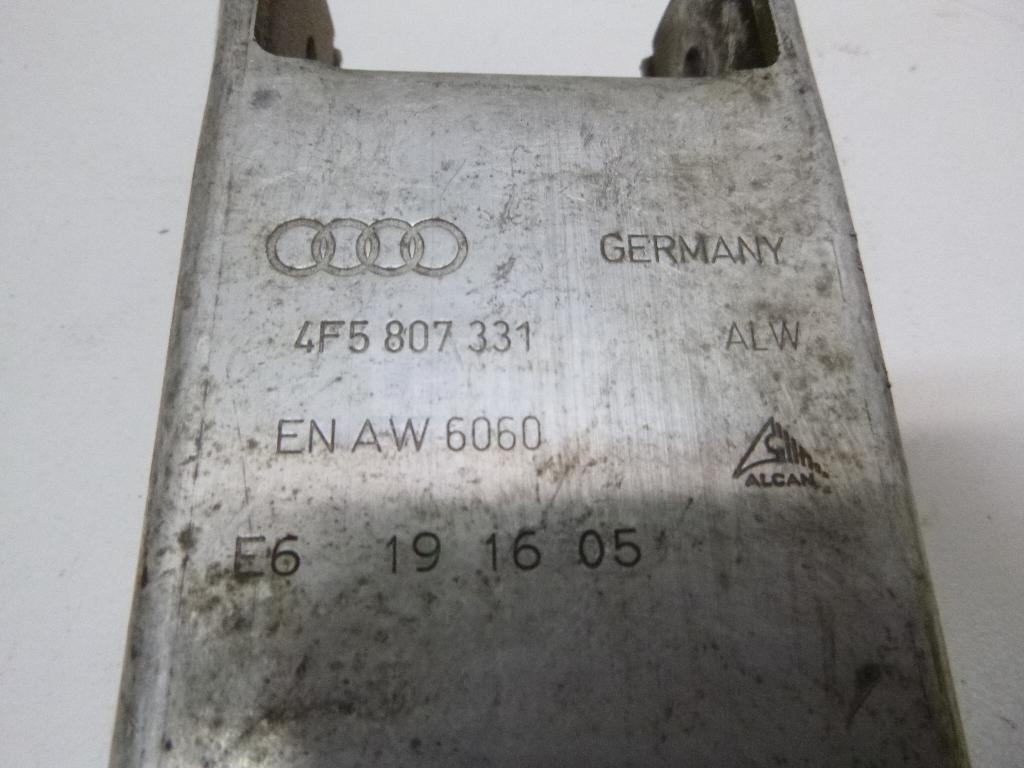 GERMANY
4F5 807 331 ALW
EN AW 6060
ALCAN
E6 19 16 05